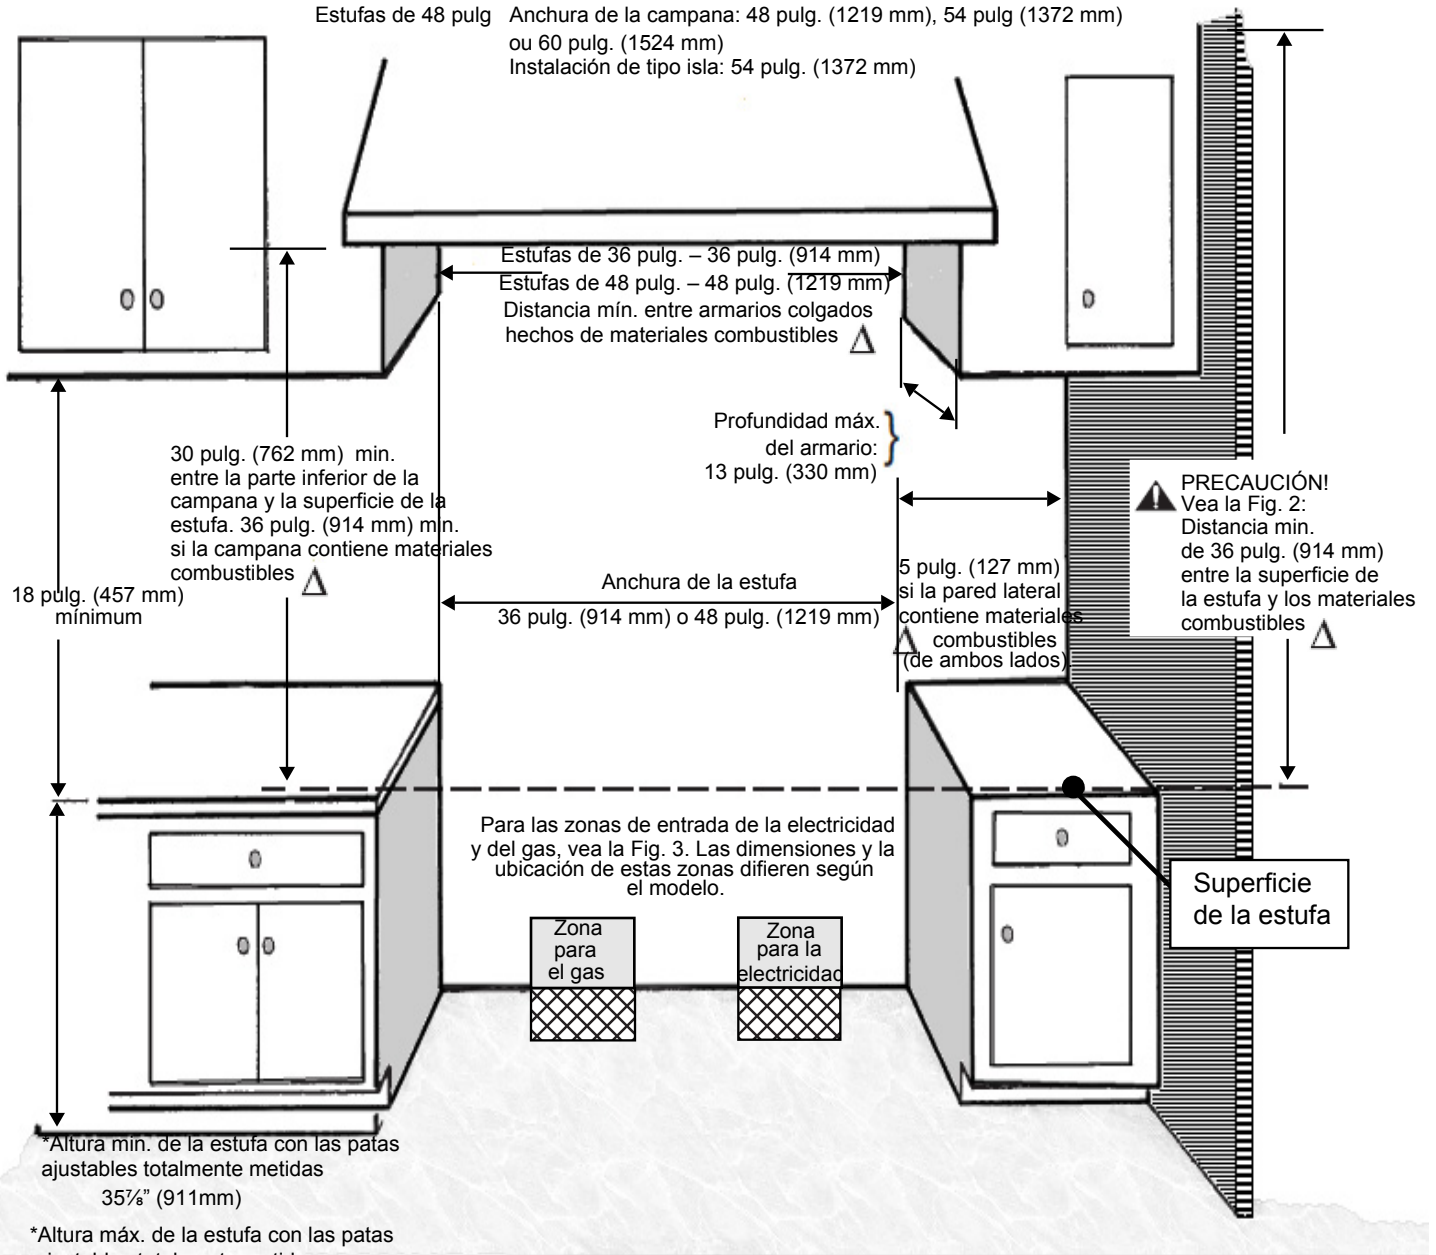 Estufas de 48 pulg Anchura de la campana: 48 pulg. (1219 mm), 54 pulg (1372 mm)
ou 60 pulg. (1524 mm)
Instalación de tipo isla: 54 pulg. (1372 mm)
Estufas de 36 pulg. – 36 pulg. (914 mm)
Estufas de 48 pulg. – 48 pulg. (1219 mm)
Distancia mín. entre armarios colgados
hechos de materiales combustibles
Profundidad máx.
del armario:
13 pulg. (330 mm)
30 pulg. (762 mm) min.
entre la parte inferior de la
campana y la superficie de la
estufa. 36 pulg. (914 mm) min.
si la campana contiene materiales
combustibles
18 pulg. (457 mm)
mínimum
Anchura de la estufa
36 pulg. (914 mm) o 48 pulg. (1219 mm)
5 pulg. (127 mm)
si la pared lateral
contiene materiales
combustibles
(de ambos lados)
PRECAUCIÓN!
Vea la Fig. 2:
Distancia min.
de 36 pulg. (914 mm)
entre la superficie de
la estufa y los materiales
combustibles
Para las zonas de entrada de la electricidad
y del gas, vea la Fig. 3. Las dimensiones y la
ubicación de estas zonas difieren según
el modelo.
Superficie
de la estufa
Zona
para
el gas
Zona
para la
electricidad
*Altura min. de la estufa con las patas
ajustables totalmente metidas
35⅞” (911mm)
*Altura máx. de la estufa con las patas